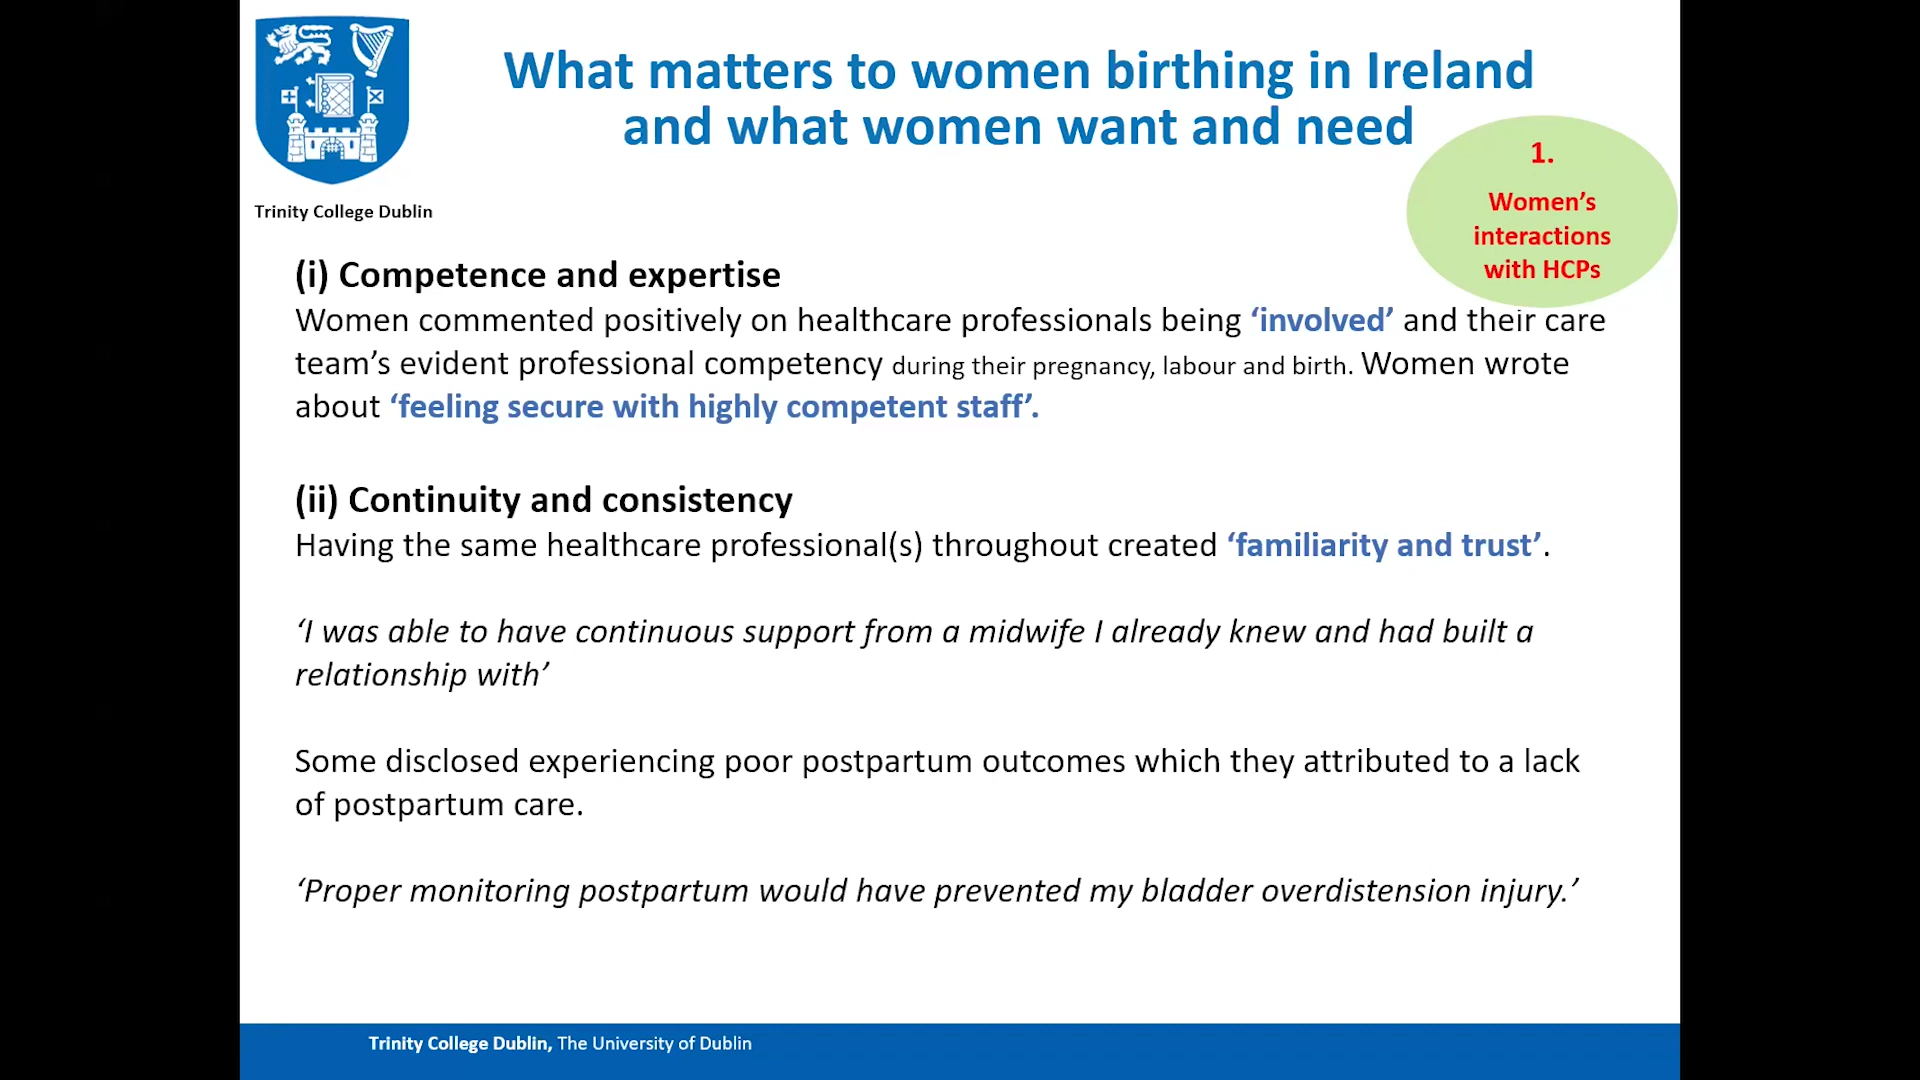 What matters to women birthing in Ireland
and what women want and need
1.
Women’s
interactions
with HCPs
Trinity College Dublin
(i) Competence and expertise
Women commented positively on healthcare professionals being ‘involved’ and their care
team’s evident professional competency during their pregnancy, labour and birth. Women wrote
about ‘feeling secure with highly competent staff’.
(ii) Continuity and consistency
Having the same healthcare professional(s) throughout created ‘familiarity and trust’.
‘I was able to have continuous support from a midwife I already knew and had built a
relationship with’
Some disclosed experiencing poor postpartum outcomes which they attributed to a lack
of postpartum care.
‘Proper monitoring postpartum would have prevented my bladder overdistension injury.’
Trinity College Dublin, The University of Dublin